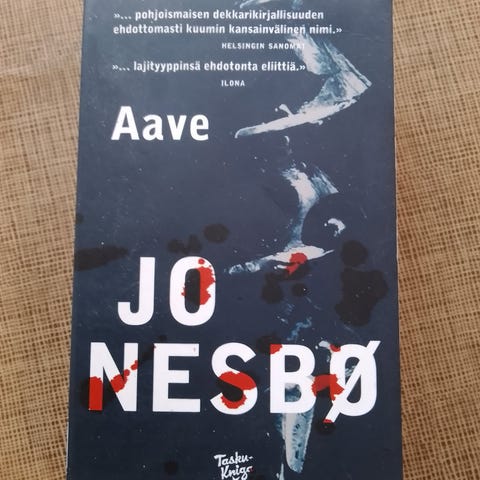 »... pohjoismaisen dekkarikirjallisuuden
ehdottomasti kuumin kansainvälinen nimi.»
HELSINGIN SANOMAT
»... lajityyppinsä ehdotonta eliittiä.»
ILONA
Aave
JO
NESBØ
Tasku-
Kniga